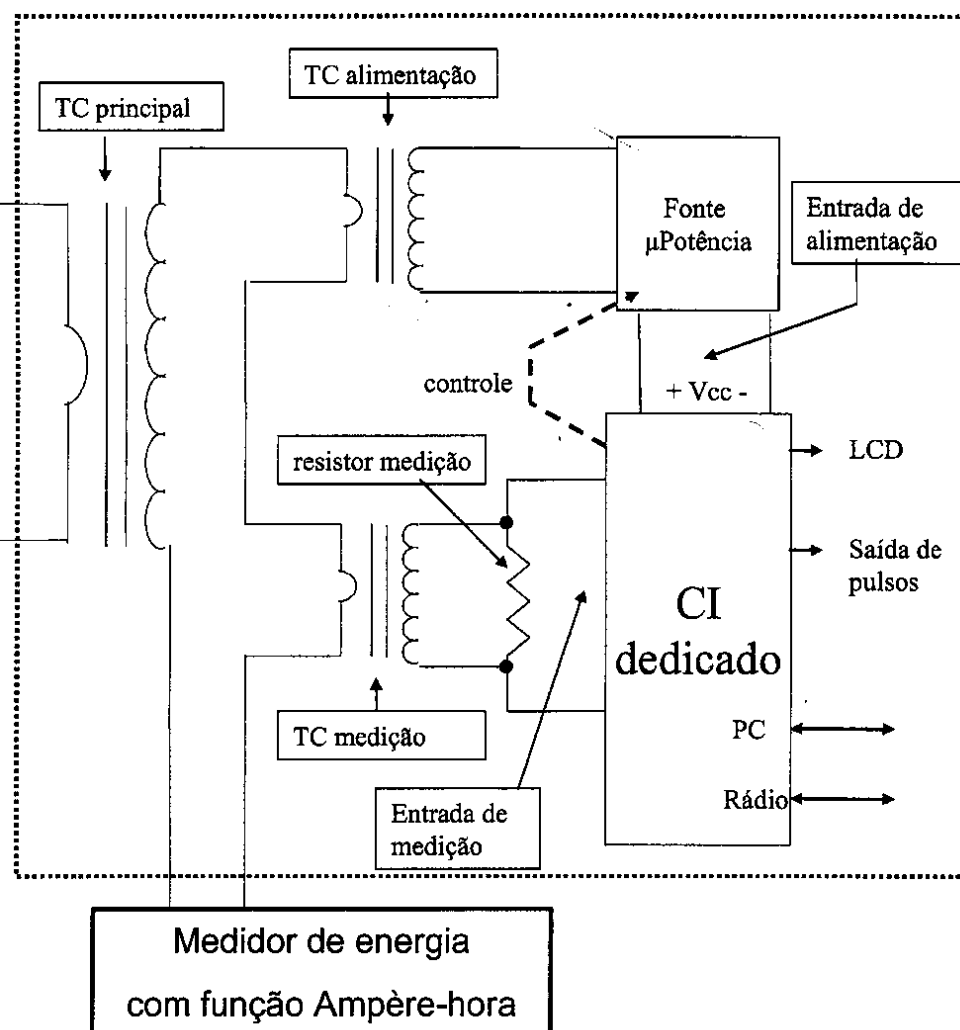 TC alimentação
TC principal
Fonte
µPotência
Entrada de
alimentação
controle
+ Vcc -
LCD
resistor medição
Saída de
pulsos
CI
dedicado
TC medição
PC
Entrada de
medição
Rádio
Medidor de energia
com função Ampère-hora